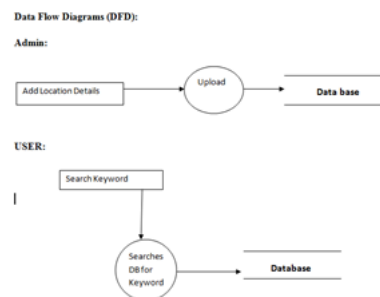 Data Flow Diagrams (DFD):
Admin:
Add Location Details
Upload
Data base
USER:
Search Keyword
Searches
DB for
Keyword
Database